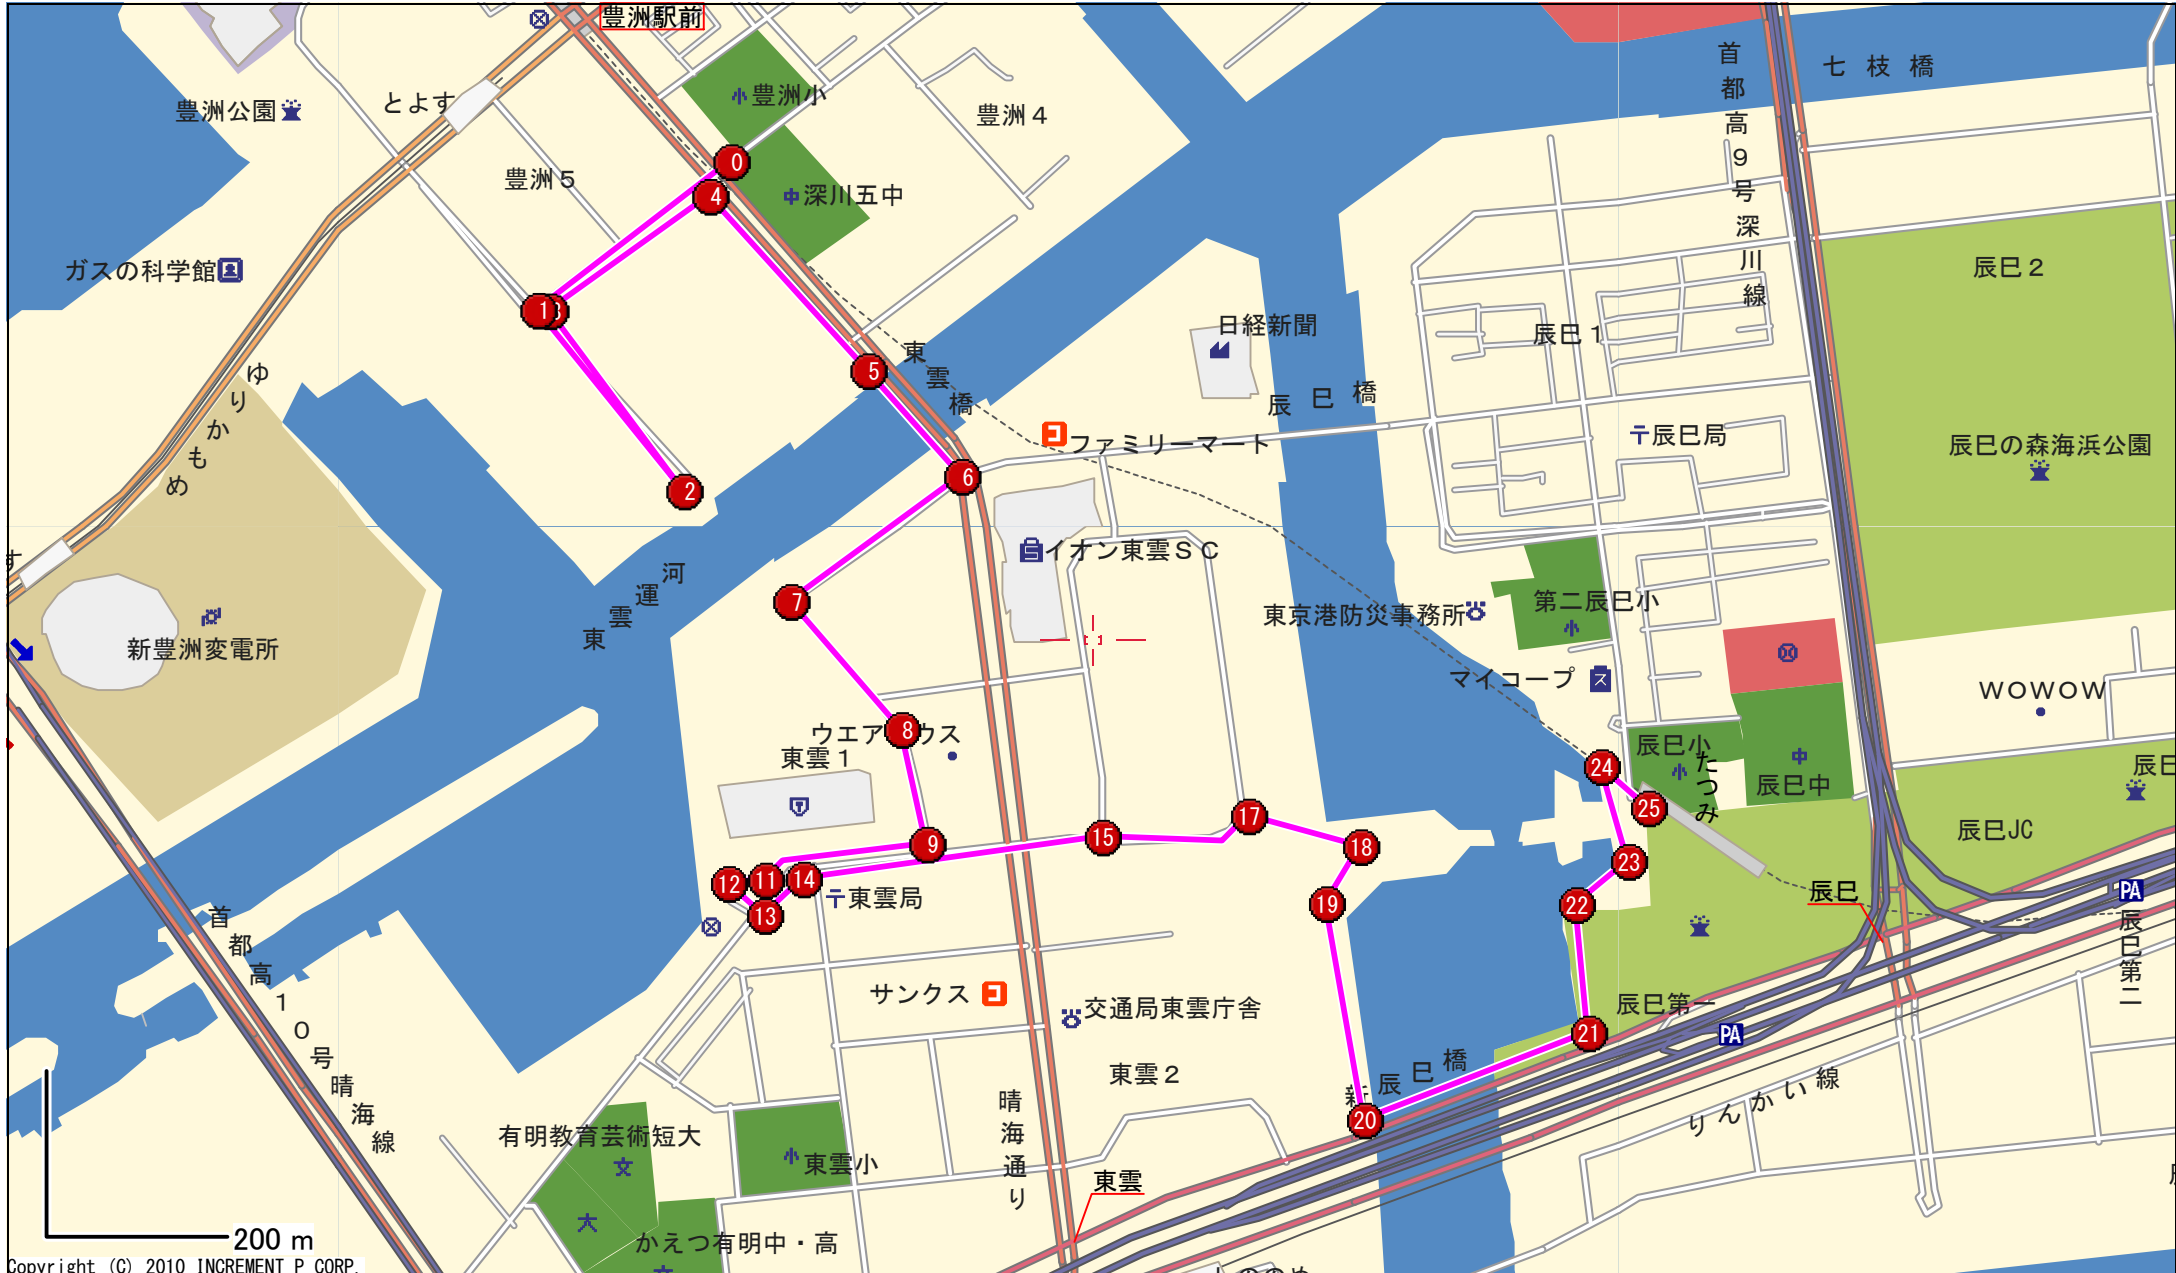 豊洲駅前
首都高9号深川線
七枝橋
豊洲公園
とよす
豊洲小
豊洲4
豊洲5
0
4
深川五中
ガスの科学館
辰巳2
1
日経新聞
辰巳1
5
東雲橋
ゆりかもめ
辰巳橋
ファミリーマート
辰巳局
辰巳の森海浜公園
6
2
イオン東雲SC
す
東雲運河
7
東京港防災事務所
第二辰巳小
新豊洲変電所
マイコープ
WOWOW
8
東雲1
辰巳小
たつみ
24
辰巳中
25
17
辰巳JC
15
9
18
23
12
11
14
東雲局
13
19
22
辰巳
PA
辰巳第二
首都高10号晴海線
サンクス
交通局東雲庁舎
辰巳第一
21
PA
東雲2
新辰巳橋
20
りんかい線
晴海通り
有明教育芸術短大
東雲小
東雲
かえつ有明中・高
200 m
Copyright (C) 2010 INCREMENT P CORP.